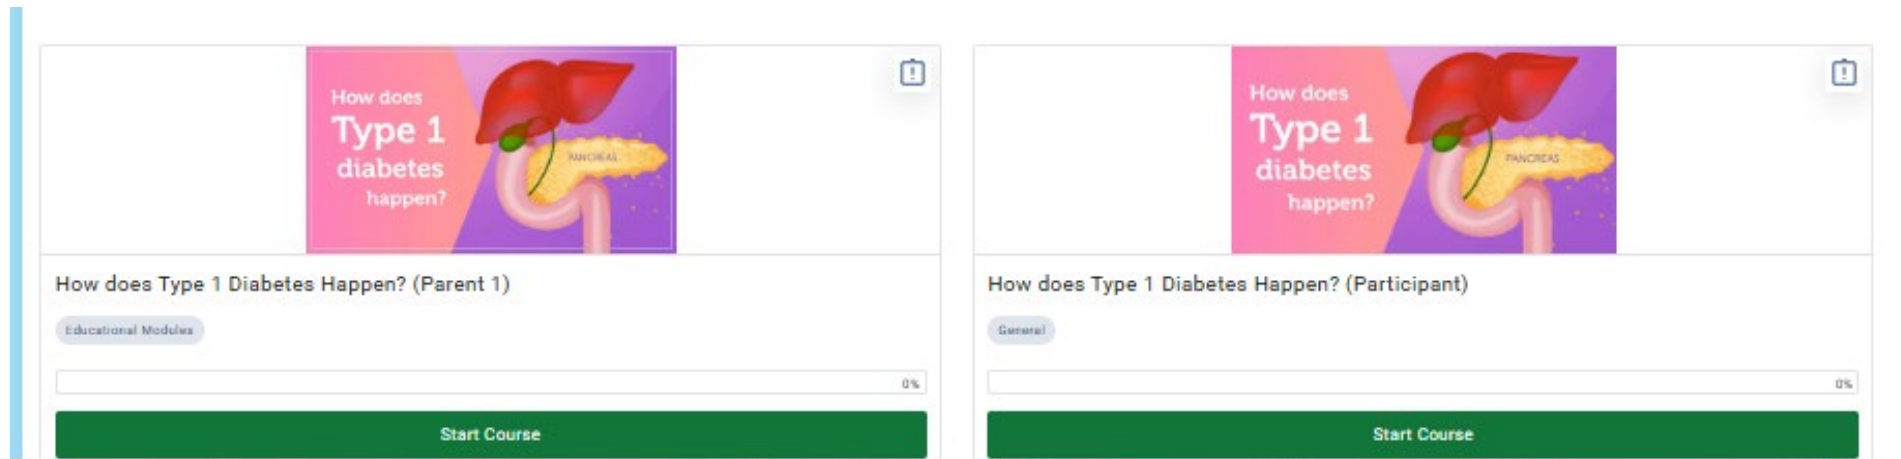 How does
Type 1
diabetes
happen?
PANCREAS
How does Type 1 Diabetes Happen? (Parent 1)
Educational Modules
0%
Start Course
How does
Type 1
diabetes
happen?
PANCREAS
How does Type 1 Diabetes Happen? (Participant)
General
0%
Start Course